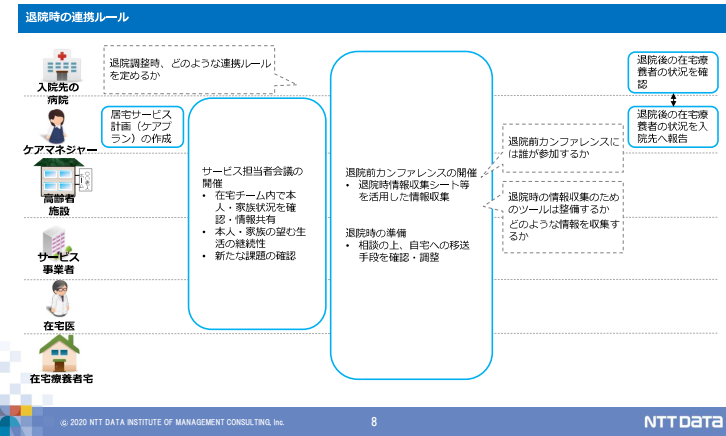 退院時の連携ルール
入院先の
病院
退院調整時、どのような連携ルール
を定めるか
退院後の在宅療
養者の状況を確
認
ケアマネジャー
居宅サービス
計画（ケアプ
ラン）の作成
退院後の在宅療
養者の状況を入
院先へ報告
高齢者
施設
サービス
事業者
在宅医
在宅療養者宅
サービス担当者会議の
開催
• 在宅チーム内で本
人・家族状況を確
認・情報共有
• 本人・家族の望む生
活の継続性
• 新たな課題の確認
退院前カンファレンスの開催
• 退院時情報収集シート等
を活用した情報収集
退院時の準備
• 相談の上、自宅への移送
手段を確認・調整
退院前カンファレンスに
は誰が参加するか
退院時の情報収集のため
のツールは整備するか
どのような情報を収集す
るか
© 2020 NTT DATA INSTITUTE OF MANAGEMENT CONSULTING, Inc.
8
NTT DATA